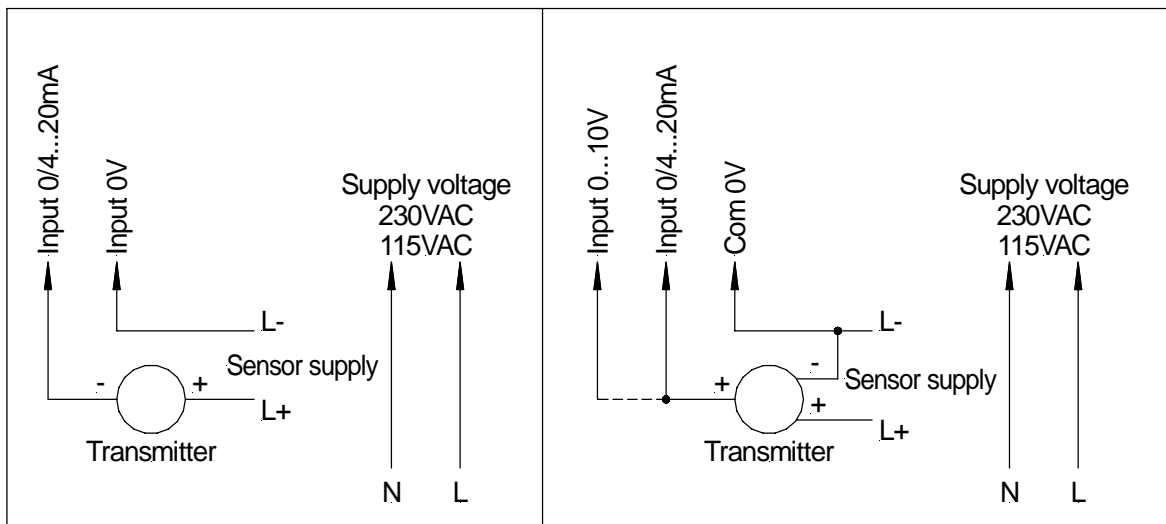 Input 0/4...20mA
Input 0V
Supply voltage
230VAC
115VAC
L-
Sensor supply
- +
L+
Transmitter
N L
Input 0...10V
Input 0/4...20mA
Com 0V
Supply voltage
230VAC
115VAC
L-
-
Sensor supply
+
+
L+
Transmitter
N L